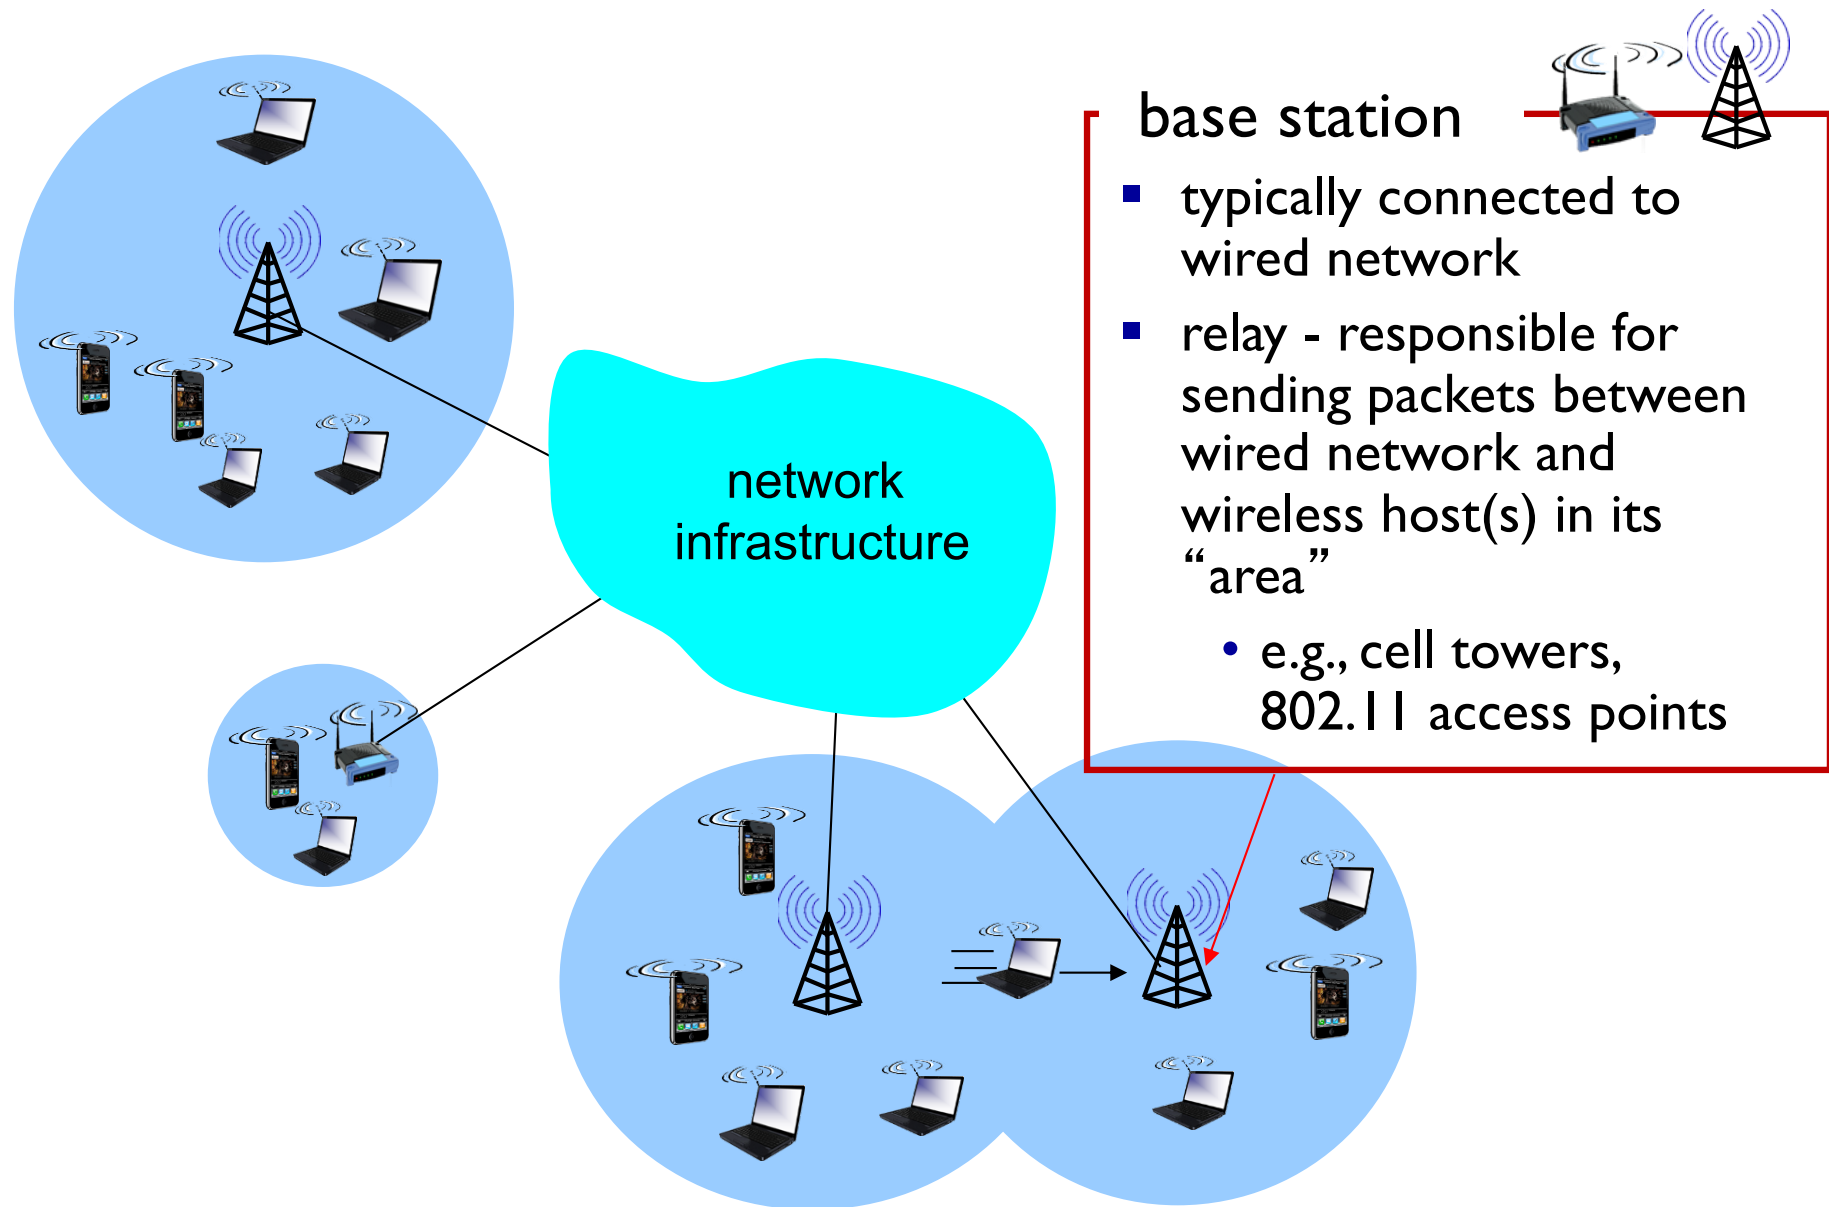 base station
▪ typically connected to
wired network
▪ relay - responsible for
sending packets between
wired network and
wireless host(s) in its
“area”
• e.g., cell towers,
802.11 access points
network
infrastructure